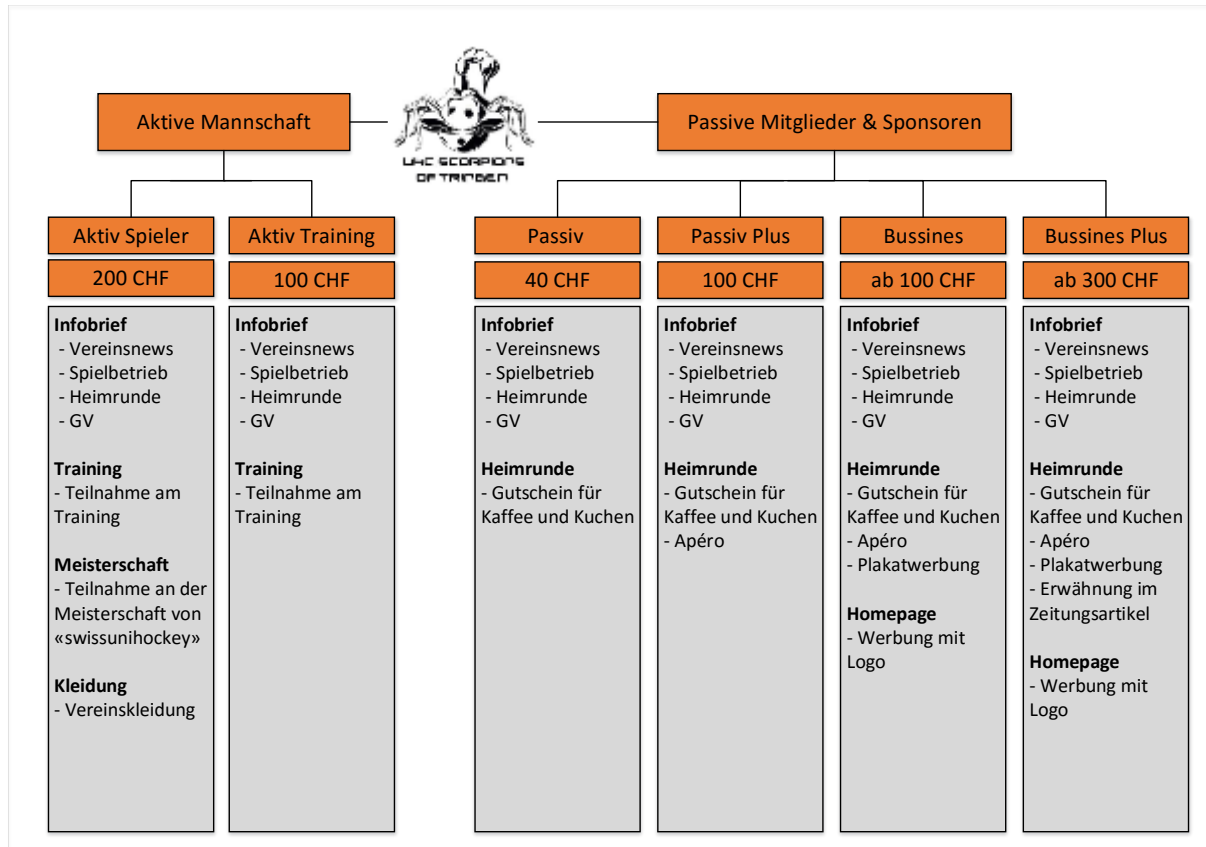 Aktive Mannschaft
UHC SCORPIONS
OF TRIMBEN
Passive Mitglieder & Sponsoren
Aktiv Spieler
200 CHF
Infobrief
- Vereinsnews
- Spielbetrieb
- Heimrunde
- GV
Training
- Teilnahme am
Training
Meisterschaft
- Teilnahme an der
Meisterschaft von
«swissunihockey»
Kleidung
- Vereinskleidung
Aktiv Training
100 CHF
Infobrief
- Vereinsnews
- Spielbetrieb
- Heimrunde
- GV
Training
- Teilnahme am
Training
Passiv
40 CHF
Infobrief
- Vereinsnews
- Spielbetrieb
- Heimrunde
- GV
Heimrunde
- Gutschein für
Kaffee und Kuchen
Passiv Plus
100 CHF
Infobrief
- Vereinsnews
- Spielbetrieb
- Heimrunde
- GV
Heimrunde
- Gutschein für
Kaffee und Kuchen
- Apéro
Bussines
ab 100 CHF
Infobrief
- Vereinsnews
- Spielbetrieb
- Heimrunde
- GV
Heimrunde
- Gutschein für
Kaffee und Kuchen
- Apéro
- Plakatwerbung
Homepage
- Werbung mit
Logo
Bussines Plus
ab 300 CHF
Infobrief
- Vereinsnews
- Spielbetrieb
- Heimrunde
- GV
Heimrunde
- Gutschein für
Kaffee und Kuchen
- Apéro
- Plakatwerbung
- Erwähnung im
Zeitungsartikel
Homepage
- Werbung mit
Logo